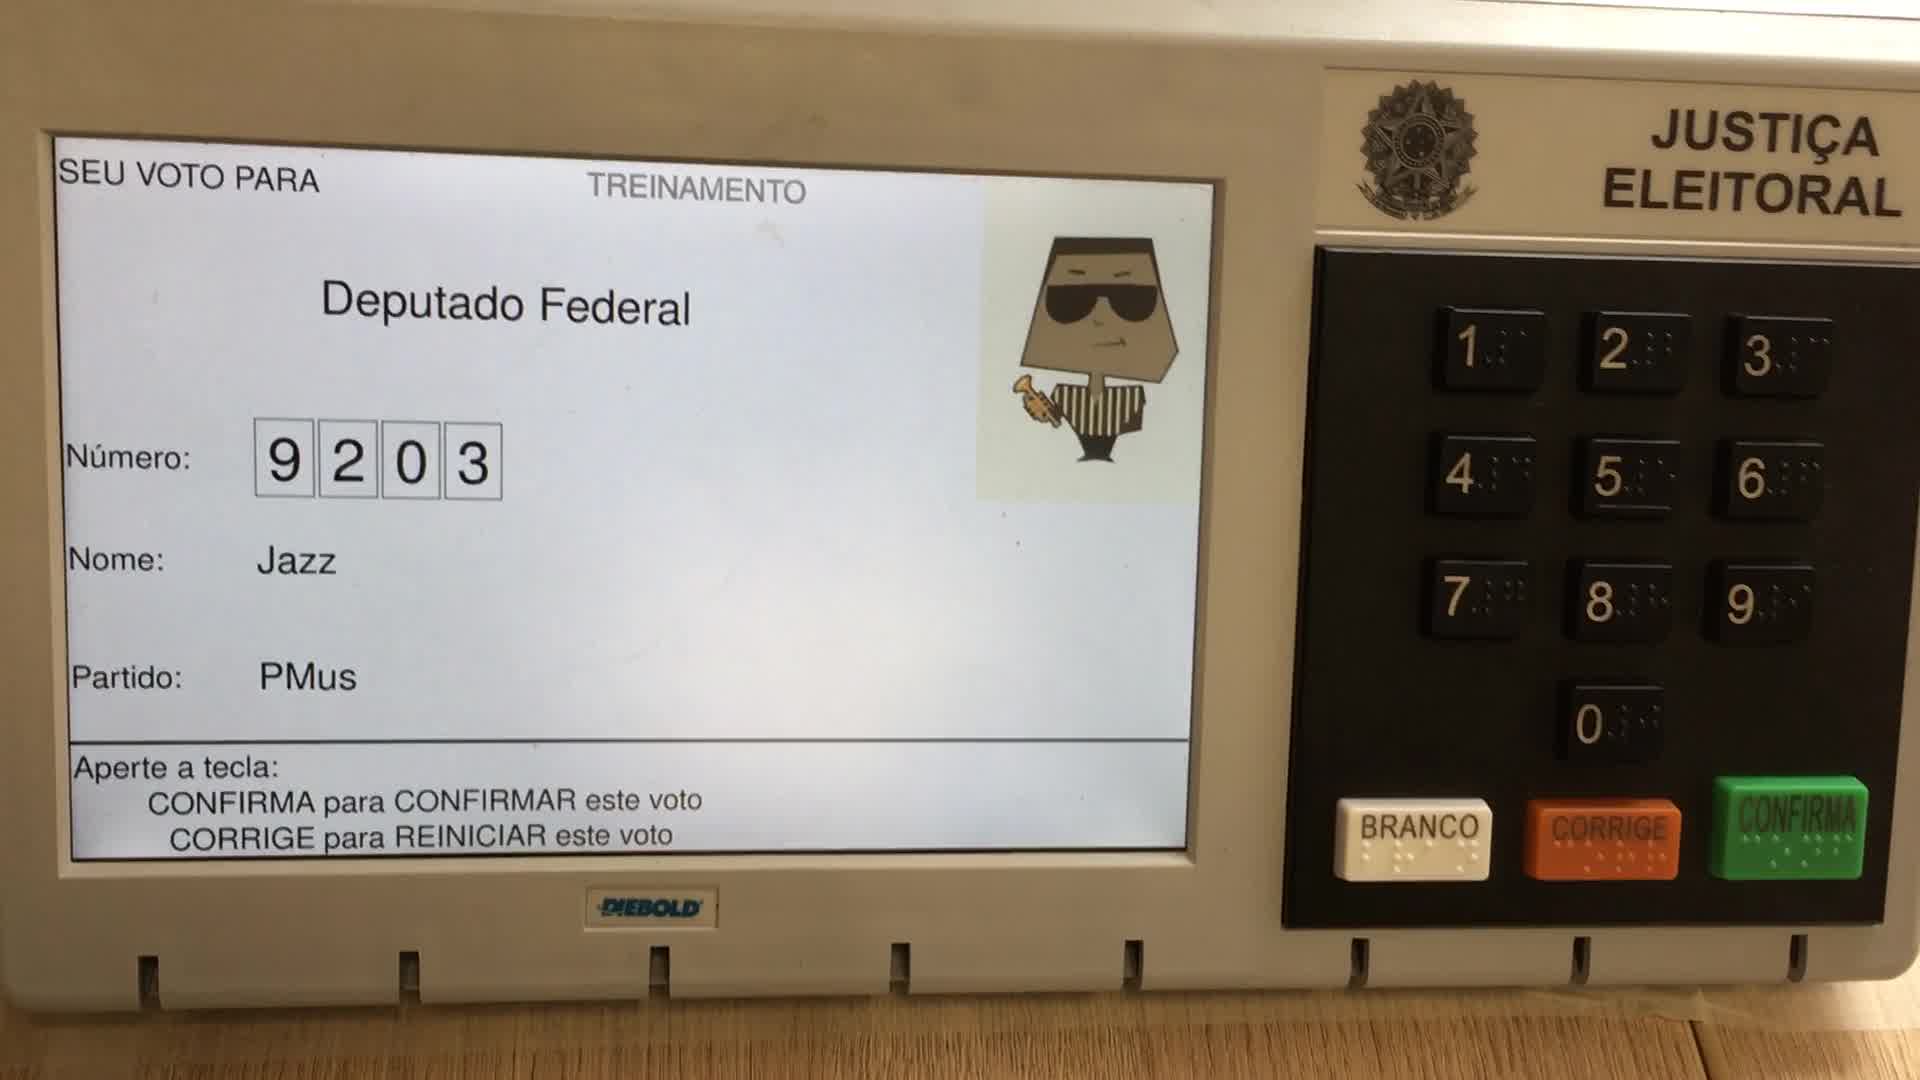 SEU VOTO PARA
TREINAMENTO
Deputado Federal
Número: 9 2 0 3
Nome: Jazz
Partido: PMus
Aperte a tecla:
CONFIRMA para CONFIRMAR este voto
CORRIGE para REINICIAR este voto
DIEBOLD
JUSTIÇA
ELEITORAL
1 2 3
4 5 6
7 8 9
0
BRANCO CORRIGE CONFIRMA